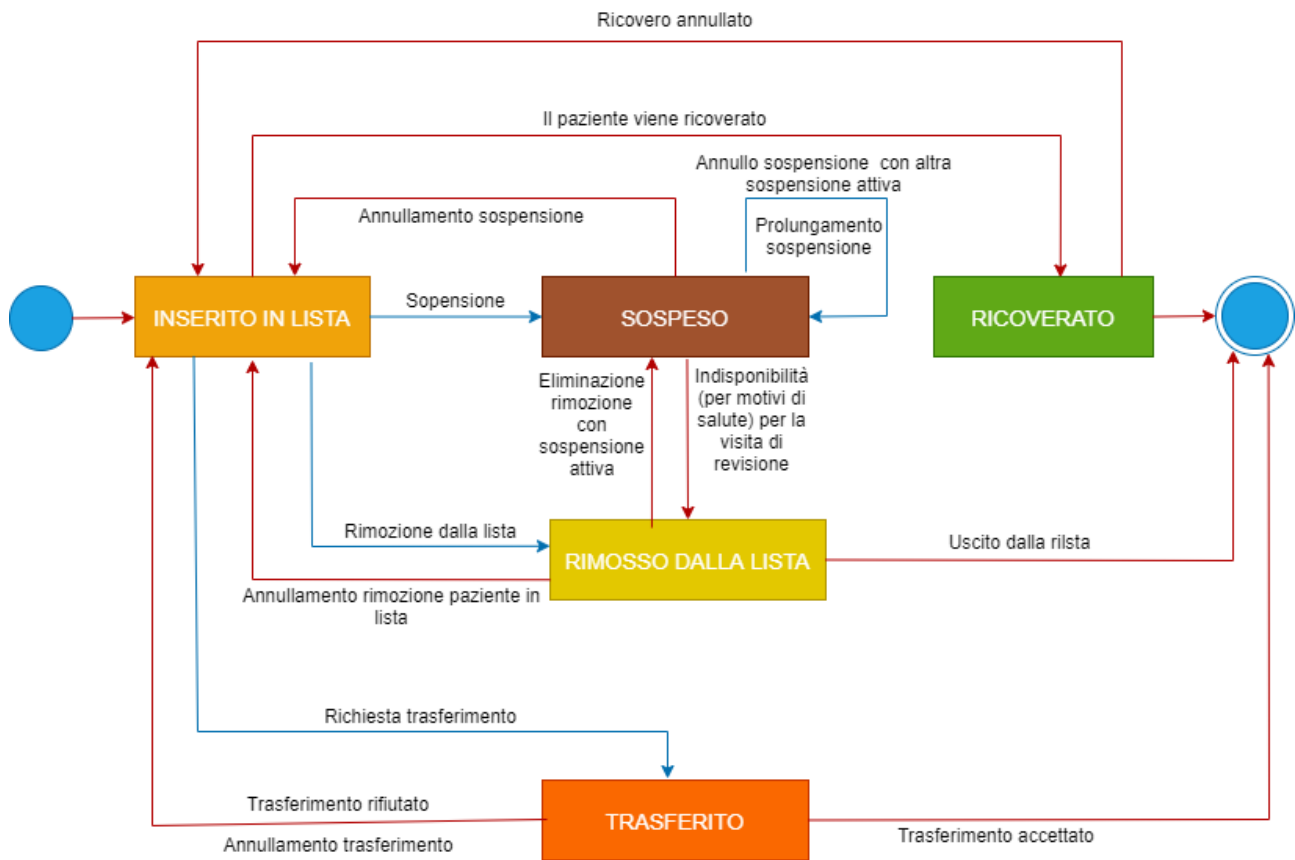 Ricovero annullato
Il paziente viene ricoverato
Annullo sospensione con altra
sospensione attiva
Annullamento sospensione
Prolungamento
sospensione
Sopensione
INSERITO IN LISTA
SOSPESO
RICOVERATO
Eliminazione
rimozione
con
sospensione
attiva
Indisponibilità
(per motivi di
salute) per la
visita di
revisione
Rimozione dalla lista
RIMOSSO DALLA LISTA
Uscito dalla rilsta
Annullamento rimozione paziente in
lista
Richiesta trasferimento
Trasferimento rifiutato
Annullamento trasferimento
TRASFERITO
Trasferimento accettato